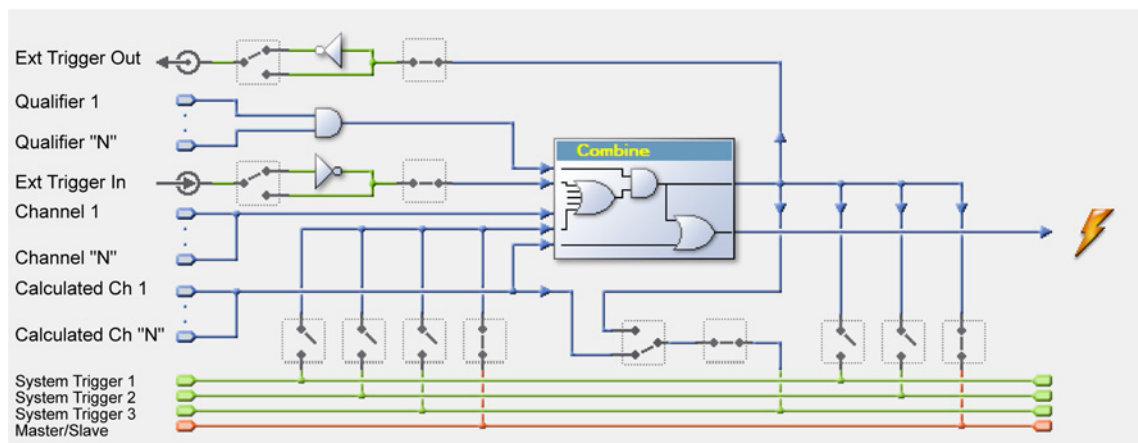 Ext Trigger Out
Qualifier 1
Qualifier "N"
Ext Trigger In
Channel 1
Channel "N"
Calculated Ch 1
Calculated Ch "N"
System Trigger 1
System Trigger 2
System Trigger 3
Master/Slave
Combine